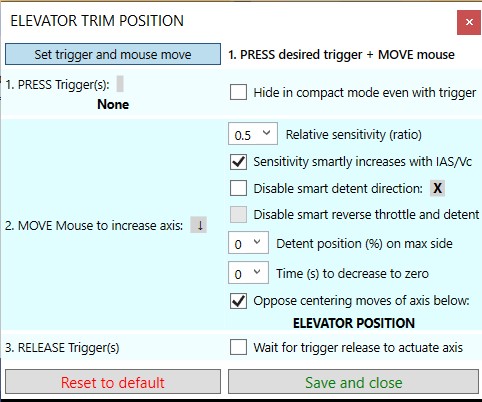 ELEVATOR TRIM POSITION
×
Set trigger and mouse move
1. PRESS desired trigger + MOVE mouse
1. PRESS Trigger(s):
None
Hide in compact mode even with trigger
0.5 Relative sensitivity (ratio)
Sensitivity smartly increases with IAS/Vc
Disable smart detent direction: X
Disable smart reverse throttle and detent
2. MOVE Mouse to increase axis: ↓
0 Detent position (%) on max side
0 Time (s) to decrease to zero
Oppose centering moves of axis below:
ELEVATOR POSITION
3. RELEASE Trigger(s)
Wait for trigger release to actuate axis
Reset to default
Save and close